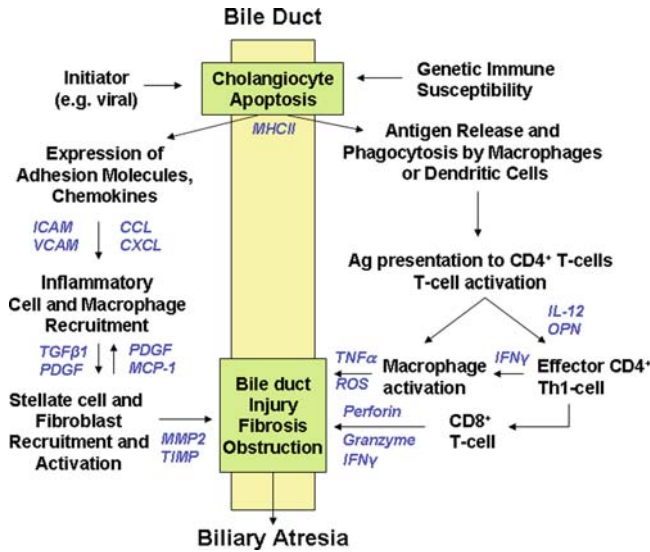 Bile Duct
Initiator
(e.g. viral)
Cholangiocyte
Apoptosis
Genetic Immune
Susceptibility
MHCII
Expression of
Adhesion Molecules,
Chemokines
Antigen Release and
Phagocytosis by Macrophages
or Dendritic Cells
ICAM
VCAM
CCL
CXCL
Ag presentation to CD4⁺ T-cells
T-cell activation
Inflammatory
Cell and Macrophage
Recruitment
IL-12
OPN
TGFβ1
PDGF
PDGF
MCP-1
Bile duct
Injury
Fibrosis
Obstruction
TNFα
ROS
Macrophage
activation
IFNγ
Effector CD4⁺
Th1-cell
Stellate cell and
Fibroblast
Recruitment and
Activation
MMP2
TIMP
Perforin
Granzyme
IFNγ
CD8⁺
T-cell
Biliary Atresia